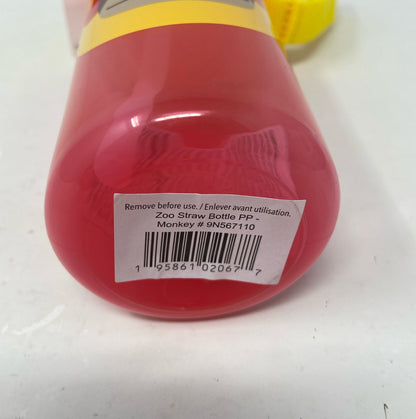 Remove before use. / Enlever avant utilisation.
Zoo Straw Bottle PP -
Monkey # 9N567110
1 95861 02067 7